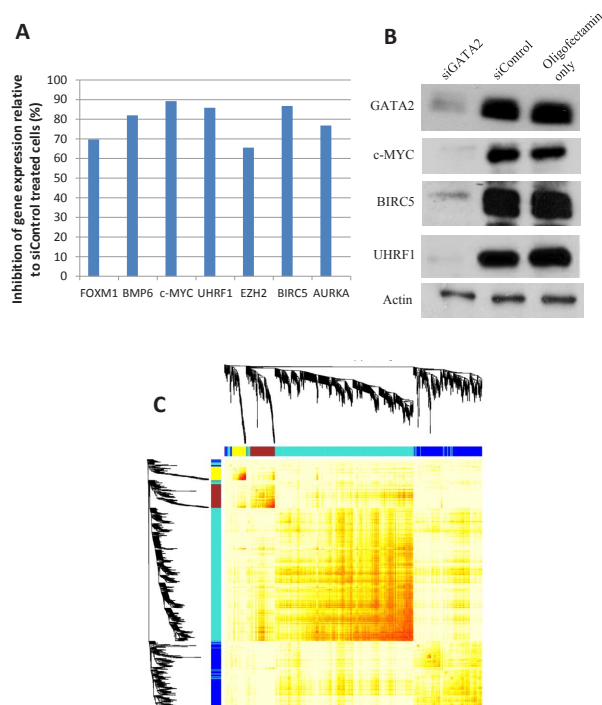 A
Inhibition of gene expression relative
to siControl treated cells (%)
100
90
80
70
60
50
40
30
20
10
0
FOXM1 BMP6 c-MYC UHRF1 EZH2 BIRC5 AURKA
B
siGATA2
siControl
Oligofectamin
only
GATA2
c-MYC
BIRC5
UHRF1
Actin
C